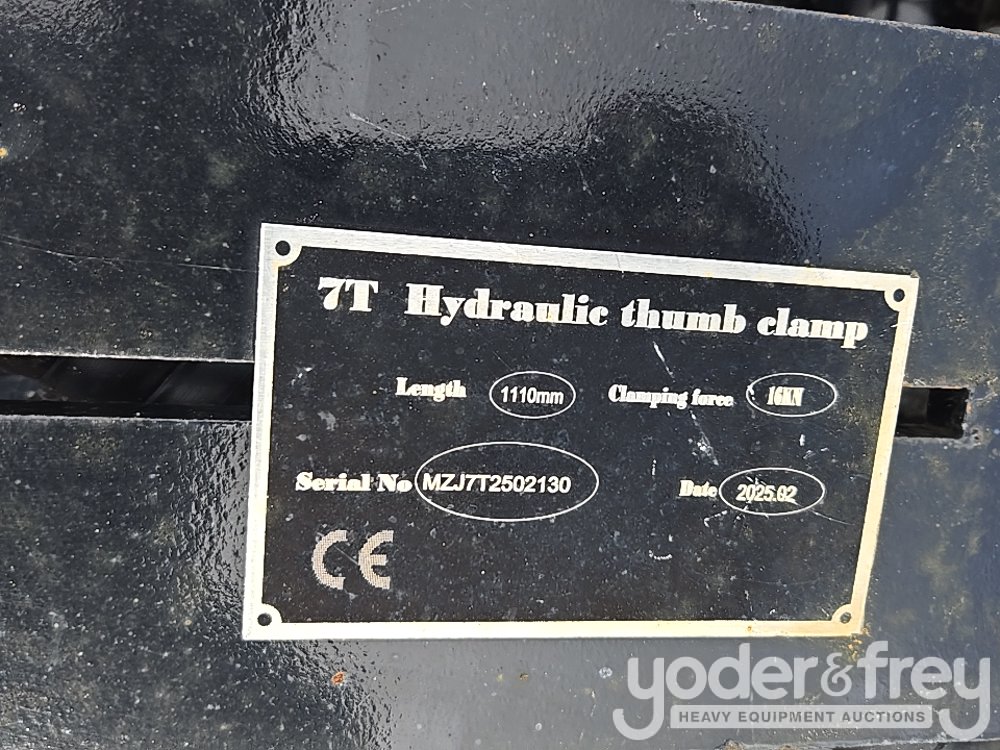 7T Hydraulic thumb clamp
Length 1110mm Clamping force 16KN
Serial No MZJ7T2502130 Date 2025.02
CE
yoder&frey
HEAVY EQUIPMENT AUCTIONS